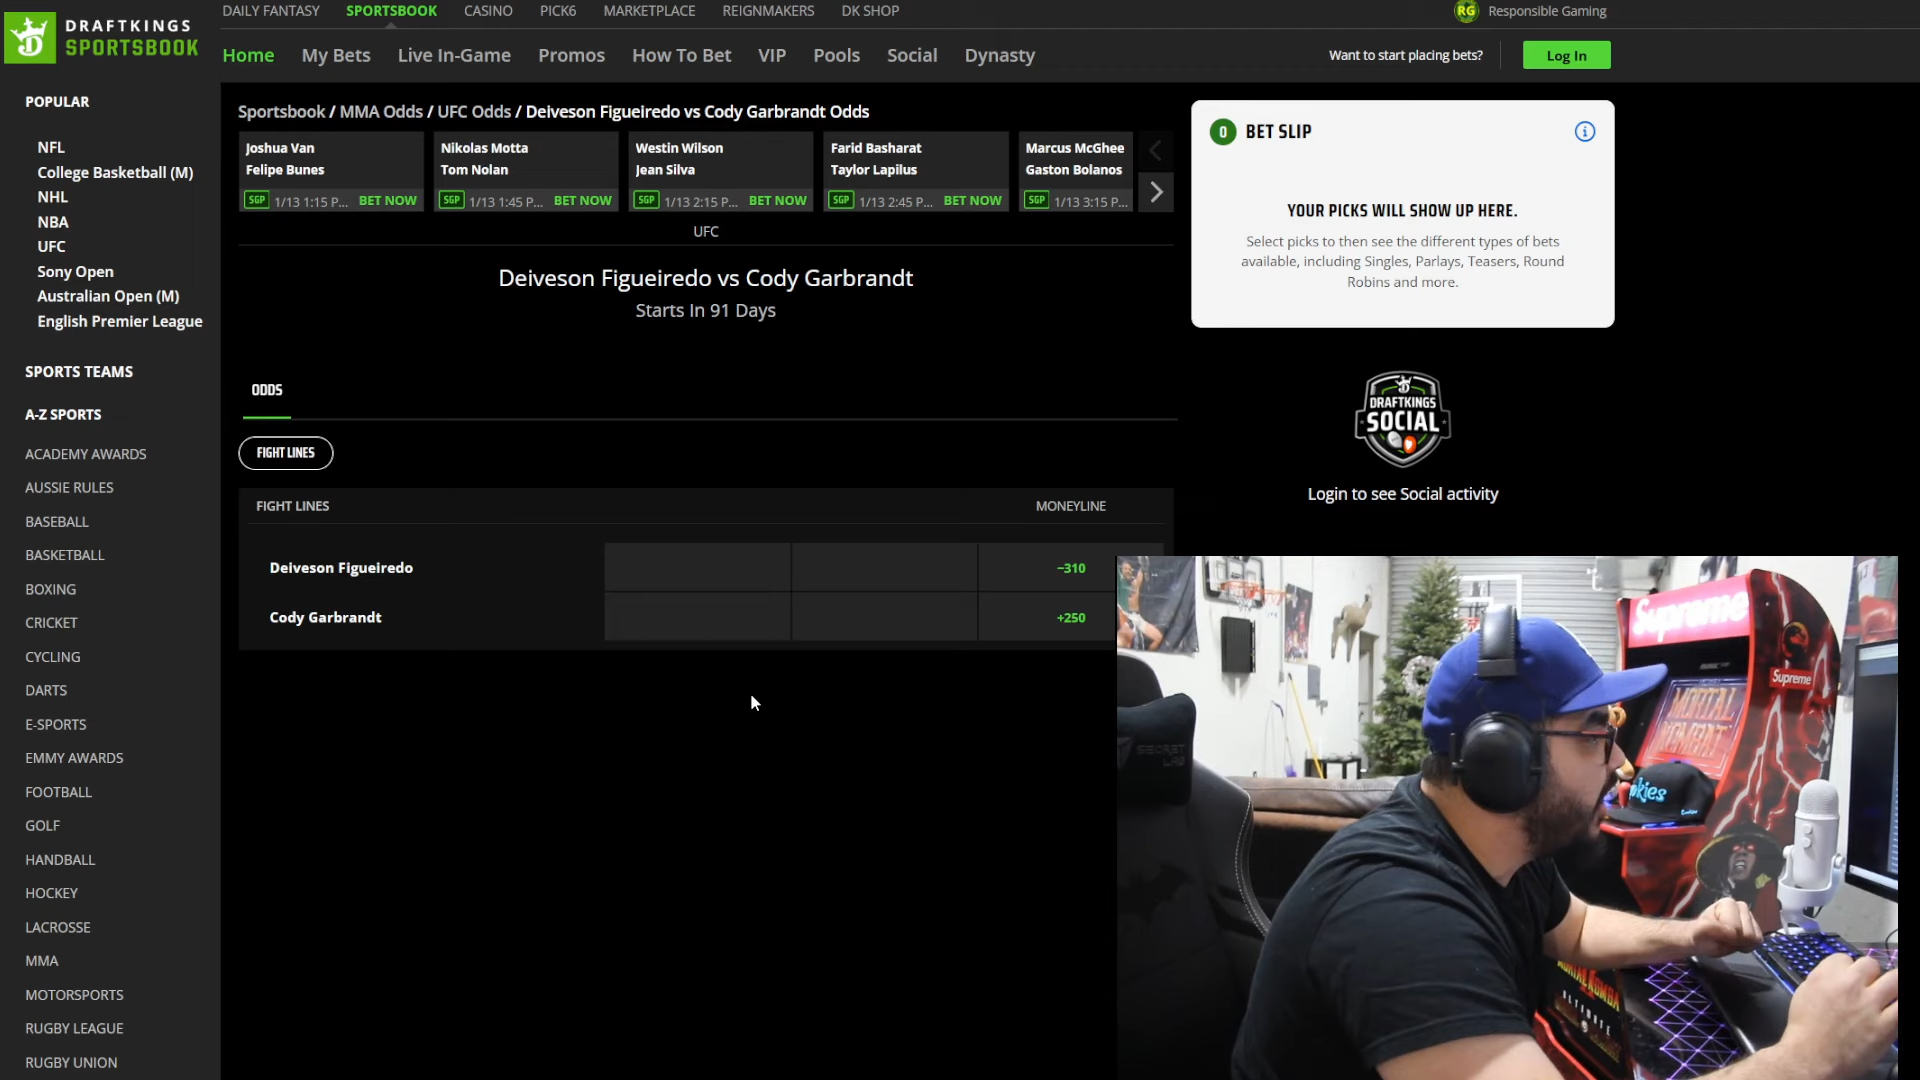 DRAFTKINGS
SPORTSBOOK
DAILY FANTASY SPORTSBOOK CASINO PICK6 MARKETPLACE REIGNMAKERS DK SHOP
RG Responsible Gaming
Home My Bets Live In-Game Promos How To Bet VIP Pools Social Dynasty
Want to start placing bets? Log In
POPULAR
NFL
College Basketball (M)
NHL
NBA
UFC
Sony Open
Australian Open (M)
English Premier League
SPORTS TEAMS
A-Z SPORTS
ACADEMY AWARDS
AUSSIE RULES
BASEBALL
BASKETBALL
BOXING
CRICKET
CYCLING
DARTS
E-SPORTS
EMMY AWARDS
FOOTBALL
GOLF
HANDBALL
HOCKEY
LACROSSE
MMA
MOTORSPORTS
RUGBY LEAGUE
RUGBY UNION
Sportsbook / MMA Odds / UFC Odds / Deiveson Figueiredo vs Cody Garbrandt Odds
Joshua Van
Felipe Bunes
SGP 1/13 1:15 P... BET NOW
Nikolas Motta
Tom Nolan
SGP 1/13 1:45 P... BET NOW
Westin Wilson
Jean Silva
SGP 1/13 2:15 P... BET NOW
Farid Basharat
Taylor Lapilus
SGP 1/13 2:45 P... BET NOW
Marcus McGhee
Gaston Bolanos
SGP 1/13 3:15 P...
UFC
Deiveson Figueiredo vs Cody Garbrandt
Starts In 91 Days
ODDS
FIGHT LINES
FIGHT LINES MONEYLINE
Deiveson Figueiredo −310
Cody Garbrandt +250
0 BET SLIP
YOUR PICKS WILL SHOW UP HERE.
Select picks to then see the different types of bets
available, including Singles, Parlays, Teasers, Round
Robins and more.
DRAFTKINGS
SOCIAL
Login to see Social activity
Supreme
Supreme
MORTAL
KOMBAT
SECRET
LAB
MORTAL KOMBAT
ULTIMATE